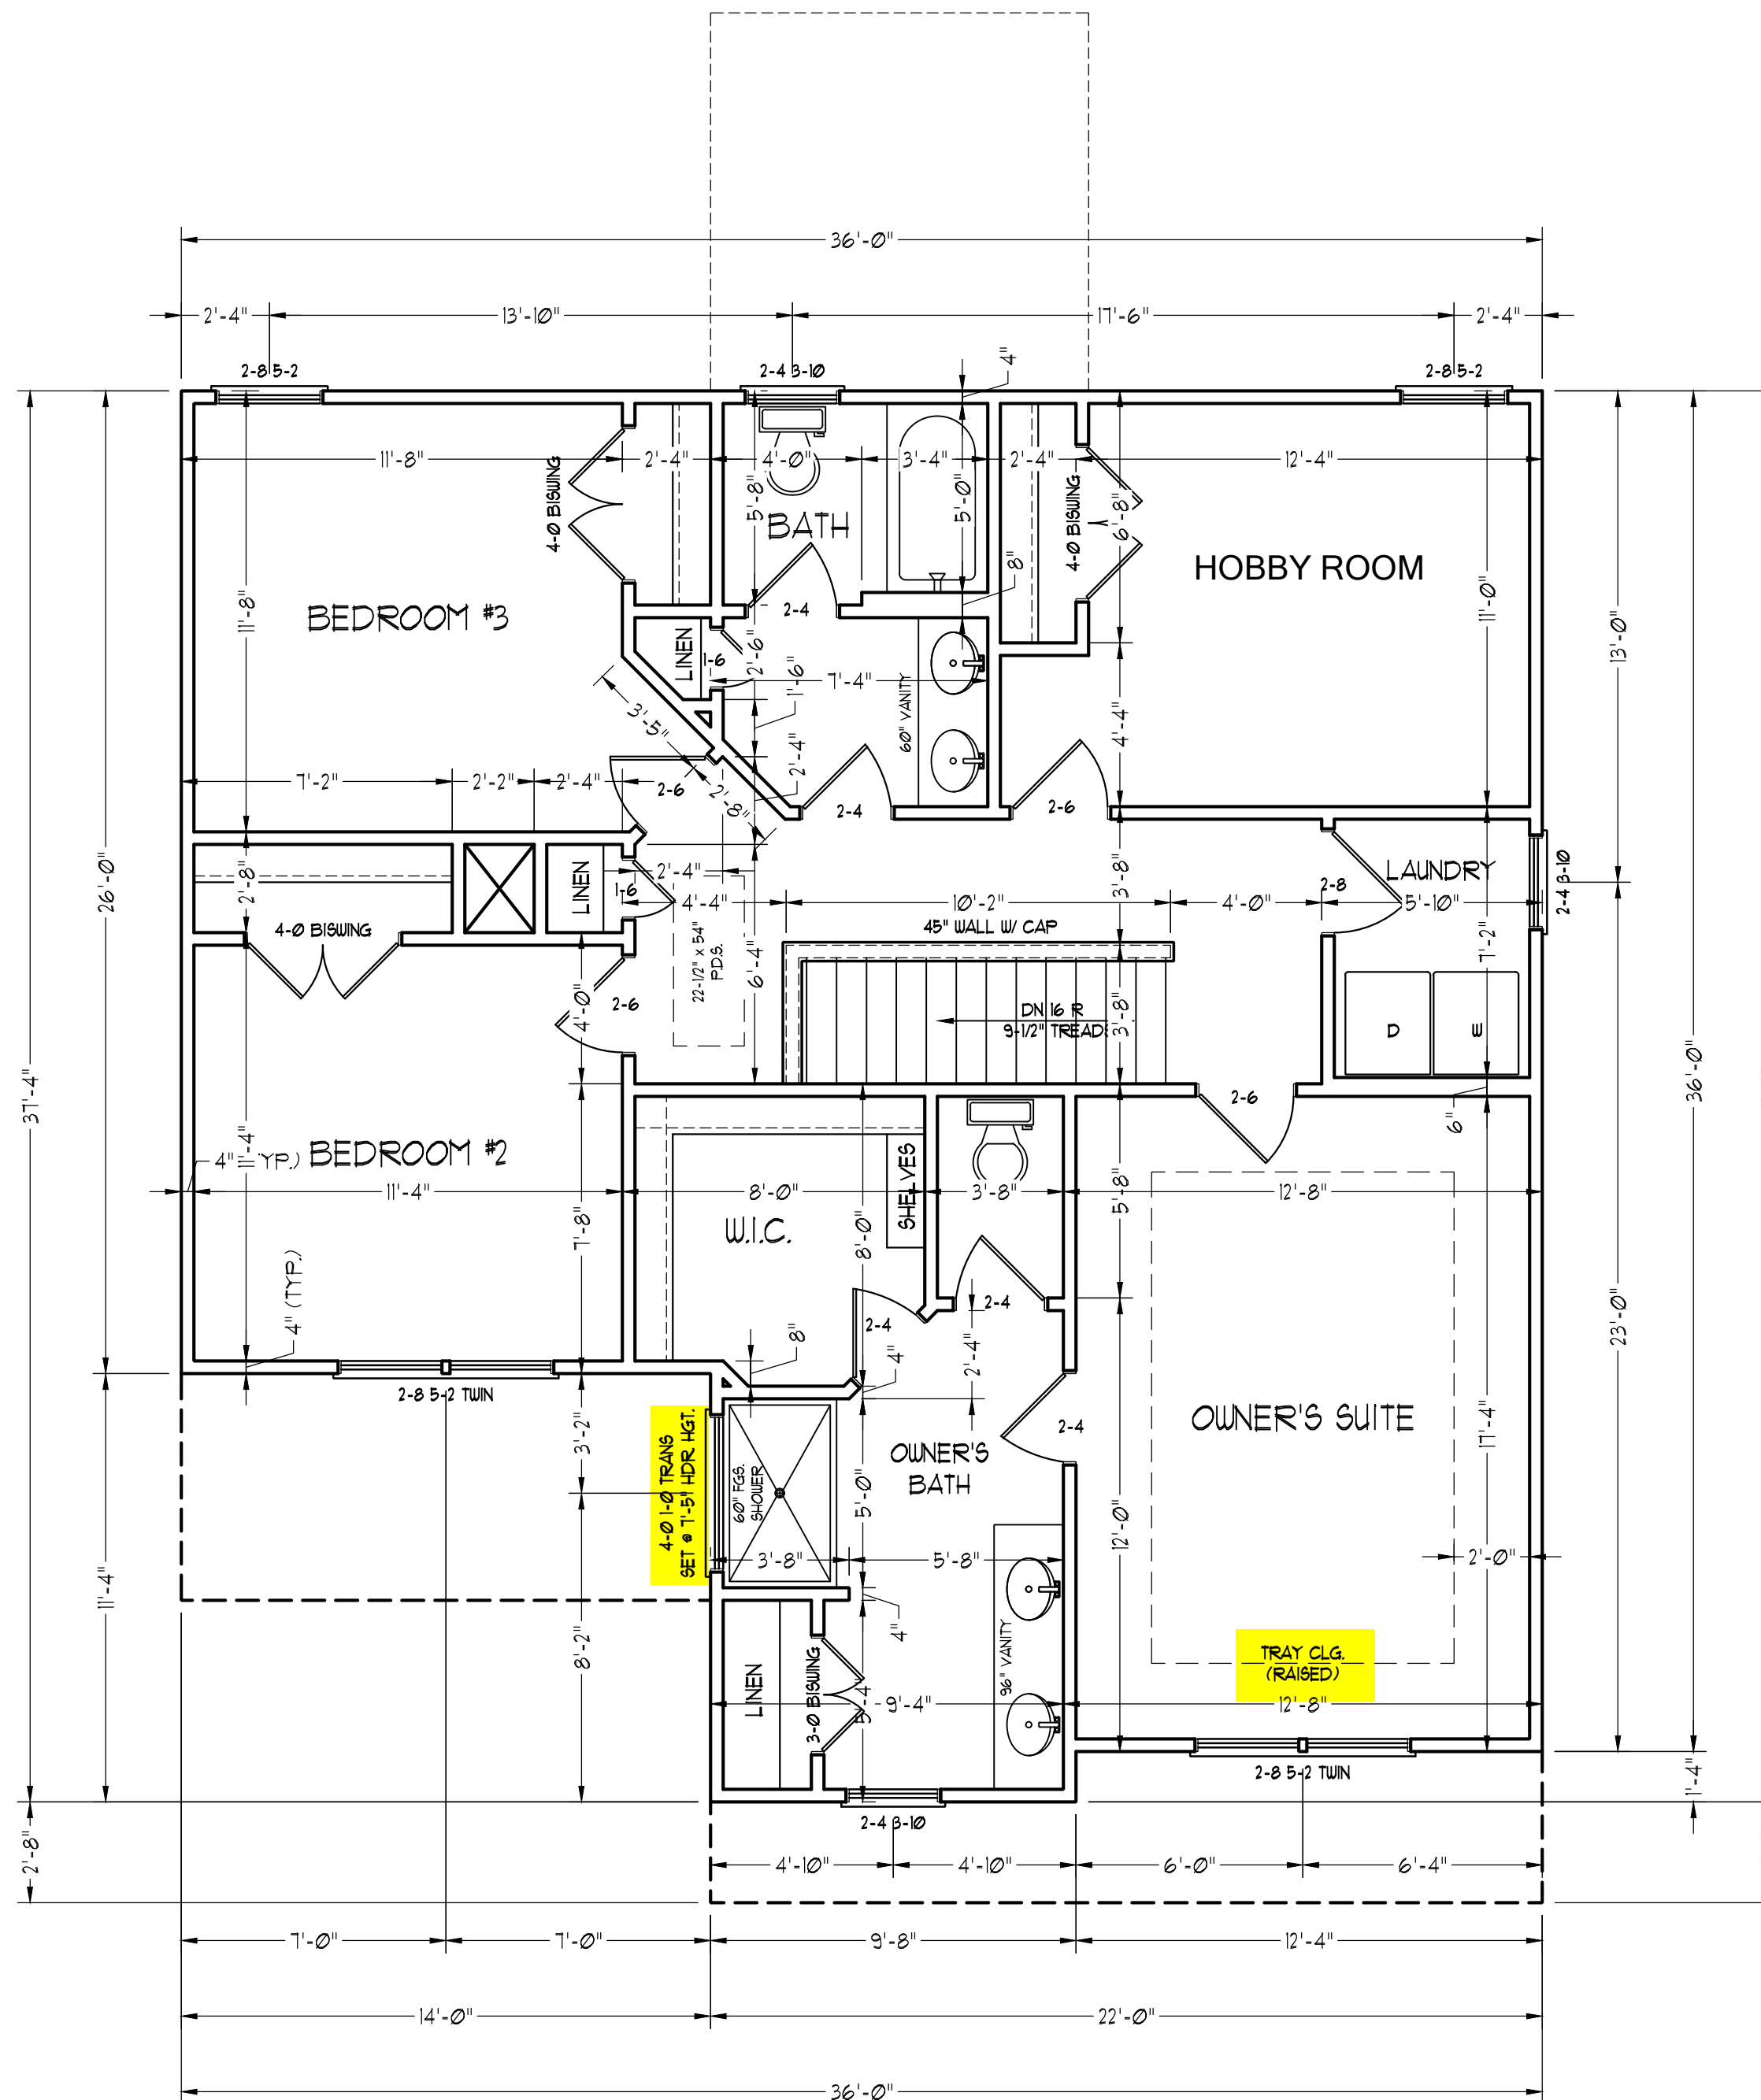 36'-0"
2'-4"
13'-10"
17'-6"
2'-4"
4"
2-8 5-2
2-4 3-10
2-8 5-2
11'-8"
2'-4"
4'-0"
3'-4"
2'-4"
12'-4"
4-0 BISWING
5'-8"
BATH
5'-0"
4-0 BISWING
6'-8"
HOBBY ROOM
8"
11'-8"
BEDROOM #3
2-4
11'-0"
13'-0"
LINEN
1-6
2'-6"
1'-6"
7'-4"
60" VANITY
3'-5"
4'-4"
2'-4"
7'-2"
2'-2"
2'-4"
2-6
2'-8"
2-4
2-6
26'-0"
2'-8"
LINEN
1-6
2'-4"
3'-8"
LAUNDRY
2-8
2-4 3-10
4'-4"
10'-2"
4'-0"
5'-10"
4-0 BISWING
45" WALL W/ CAP
7'-2"
22-1/2" x 54"
P.D.S.
6'-4"
4'-0"
2-6
DN 16 R
9-1/2" TREADS
3'-8"
D
W
37'-4"
36'-0"
2-6
6"
4" (TYP.)
11'-4"
BEDROOM #2
11'-4"
8'-0"
SHELVES
3'-8"
5'-8"
12'-8"
W.I.C.
7'-8"
8'-0"
4" (TYP.)
8"
2-4
2-4
4"
2'-4"
23'-0"
2-8 5-2 TWIN
4-0 1-0 TRANS
SET @ 7'-5" HDR HGT.
3'-2"
60" FGS.
SHOWER
OWNER'S
BATH
2-4
OWNER'S SUITE
17'-4"
5'-0"
12'-0"
3'-8"
5'-8"
2'-0"
11'-4"
8'-2"
4"
LINEN
3-0 BISWING
96" VANITY
TRAY CLG.
(RAISED)
9'-4"
12'-8"
2-8 5-2 TWIN
1'-4"
2-4 3-10
2'-8"
4'-10"
4'-10"
6'-0"
6'-4"
7'-0"
7'-0"
9'-8"
12'-4"
14'-0"
22'-0"
36'-0"